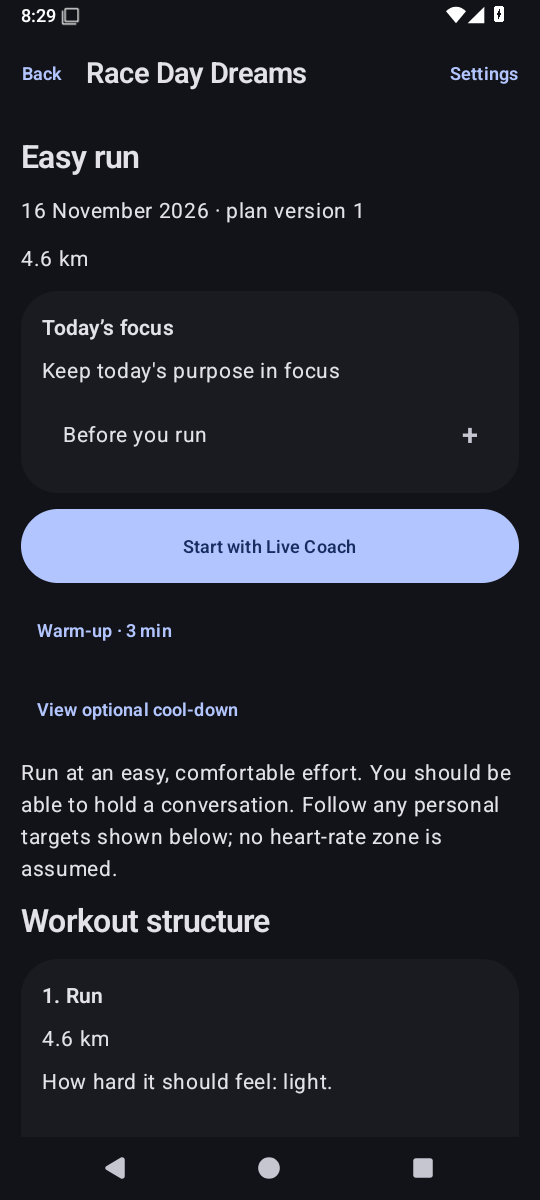 8:29
Back
Race Day Dreams
Settings
Easy run
16 November 2026 · plan version 1
4.6 km
Today’s focus
Keep today's purpose in focus
Before you run
+
Start with Live Coach
Warm-up · 3 min
View optional cool-down
Run at an easy, comfortable effort. You should be
able to hold a conversation. Follow any personal
targets shown below; no heart-rate zone is
assumed.
Workout structure
1. Run
4.6 km
How hard it should feel: light.